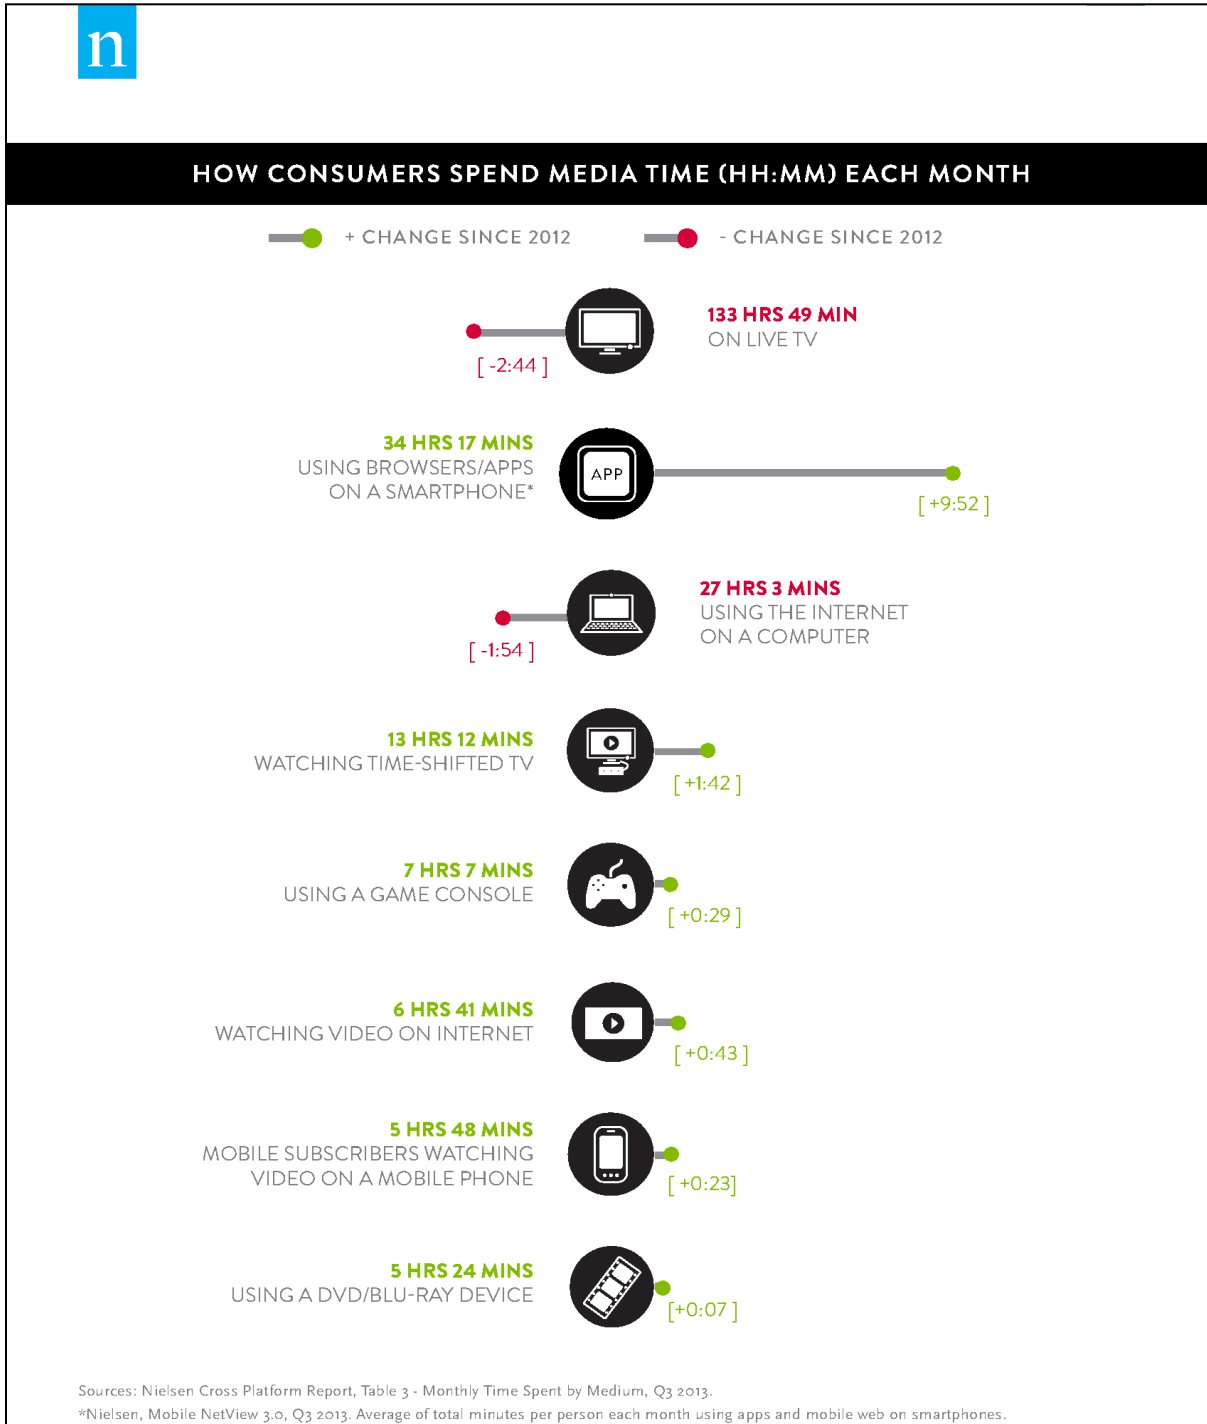 n
HOW CONSUMERS SPEND MEDIA TIME (HH:MM) EACH MONTH
+ CHANGE SINCE 2012
- CHANGE SINCE 2012
133 HRS 49 MIN
ON LIVE TV
[ -2:44 ]
34 HRS 17 MINS
USING BROWSERS/APPS
ON A SMARTPHONE*
APP
[ +9:52 ]
27 HRS 3 MINS
USING THE INTERNET
ON A COMPUTER
[ -1:54 ]
13 HRS 12 MINS
WATCHING TIME-SHIFTED TV
[ +1:42 ]
7 HRS 7 MINS
USING A GAME CONSOLE
[ +0:29 ]
6 HRS 41 MINS
WATCHING VIDEO ON INTERNET
[ +0:43 ]
5 HRS 48 MINS
MOBILE SUBSCRIBERS WATCHING
VIDEO ON A MOBILE PHONE
[ +0:23]
5 HRS 24 MINS
USING A DVD/BLU-RAY DEVICE
[+0:07 ]
Sources: Nielsen Cross Platform Report, Table 3 - Monthly Time Spent by Medium, Q3 2013.
*Nielsen, Mobile NetView 3.0, Q3 2013. Average of total minutes per person each month using apps and mobile web on smartphones.